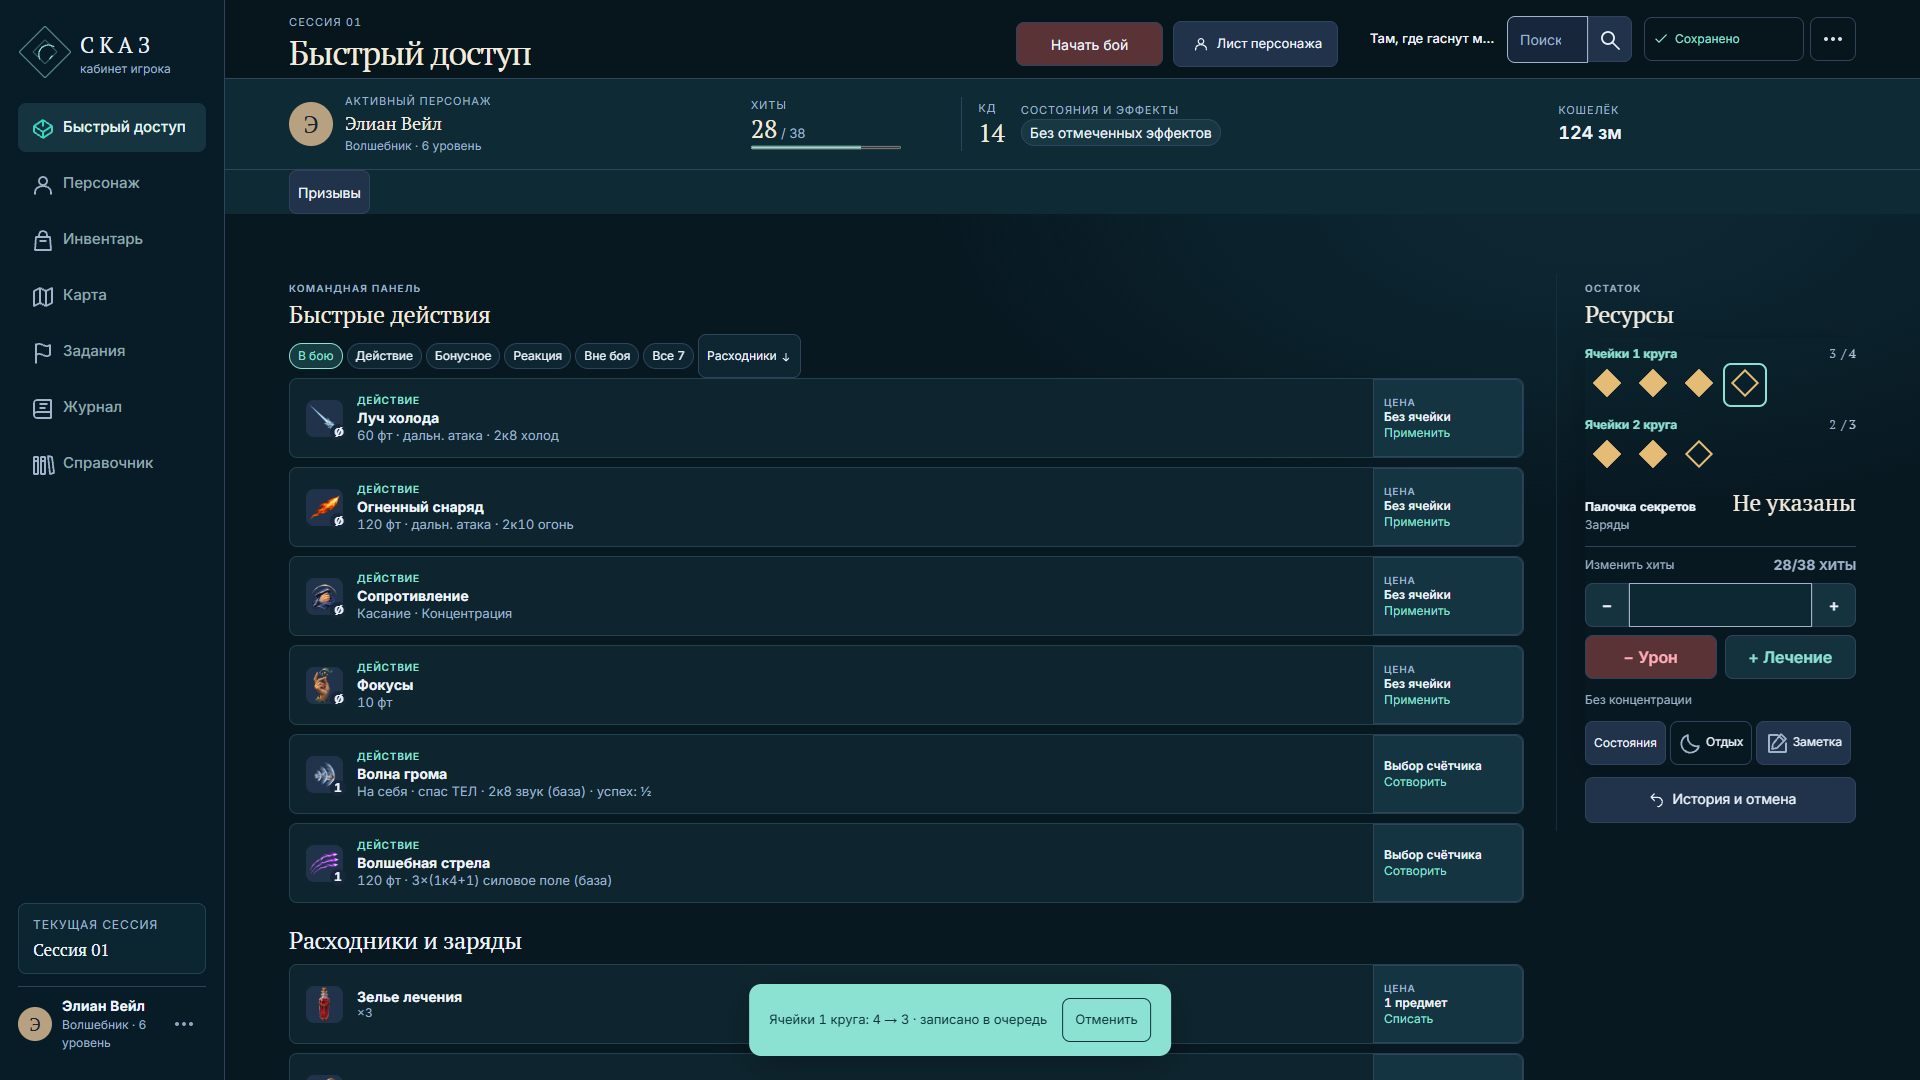 СКАЗ
кабинет игрока
Быстрый доступ
Персонаж
Инвентарь
Карта
Задания
Журнал
Справочник
ТЕКУЩАЯ СЕССИЯ
Сессия 01
Э
Элиан Вейл
Волшебник · 6
уровень
СЕССИЯ 01
Быстрый доступ
Начать бой
Лист персонажа
Там, где гаснут м...
Поиск
Сохранено
Э
АКТИВНЫЙ ПЕРСОНАЖ
Элиан Вейл
Волшебник · 6 уровень
ХИТЫ
28 / 38
КД
14
СОСТОЯНИЯ И ЭФФЕКТЫ
Без отмеченных эффектов
КОШЕЛЁК
124 зм
Призывы
КОМАНДНАЯ ПАНЕЛЬ
Быстрые действия
В бою
Действие
Бонусное
Реакция
Вне боя
Все 7
Расходники ↓
ДЕЙСТВИЕ
Луч холода
60 фт · дальн. атака · 2к8 холод
ЦЕНА
Без ячейки
Применить
ДЕЙСТВИЕ
Огненный снаряд
120 фт · дальн. атака · 2к10 огонь
ЦЕНА
Без ячейки
Применить
ДЕЙСТВИЕ
Сопротивление
Касание · Концентрация
ЦЕНА
Без ячейки
Применить
ДЕЙСТВИЕ
Фокусы
10 фт
ЦЕНА
Без ячейки
Применить
1
ДЕЙСТВИЕ
Волна грома
На себя · спас ТЕЛ · 2к8 звук (база) · успех: ½
Выбор счётчика
Сотворить
1
ДЕЙСТВИЕ
Волшебная стрела
120 фт · 3×(1к4+1) силовое поле (база)
Выбор счётчика
Сотворить
Расходники и заряды
Зелье лечения
×3
ЦЕНА
1 предмет
Списать
Ячейки 1 круга: 4 → 3 · записано в очередь
Отменить
ОСТАТОК
Ресурсы
Ячейки 1 круга
3 / 4
Ячейки 2 круга
2 / 3
Палочка секретов
Заряды
Не указаны
Изменить хиты
28/38 ХИТЫ
−
+
− Урон
+ Лечение
Без концентрации
Состояния
Отдых
Заметка
История и отмена